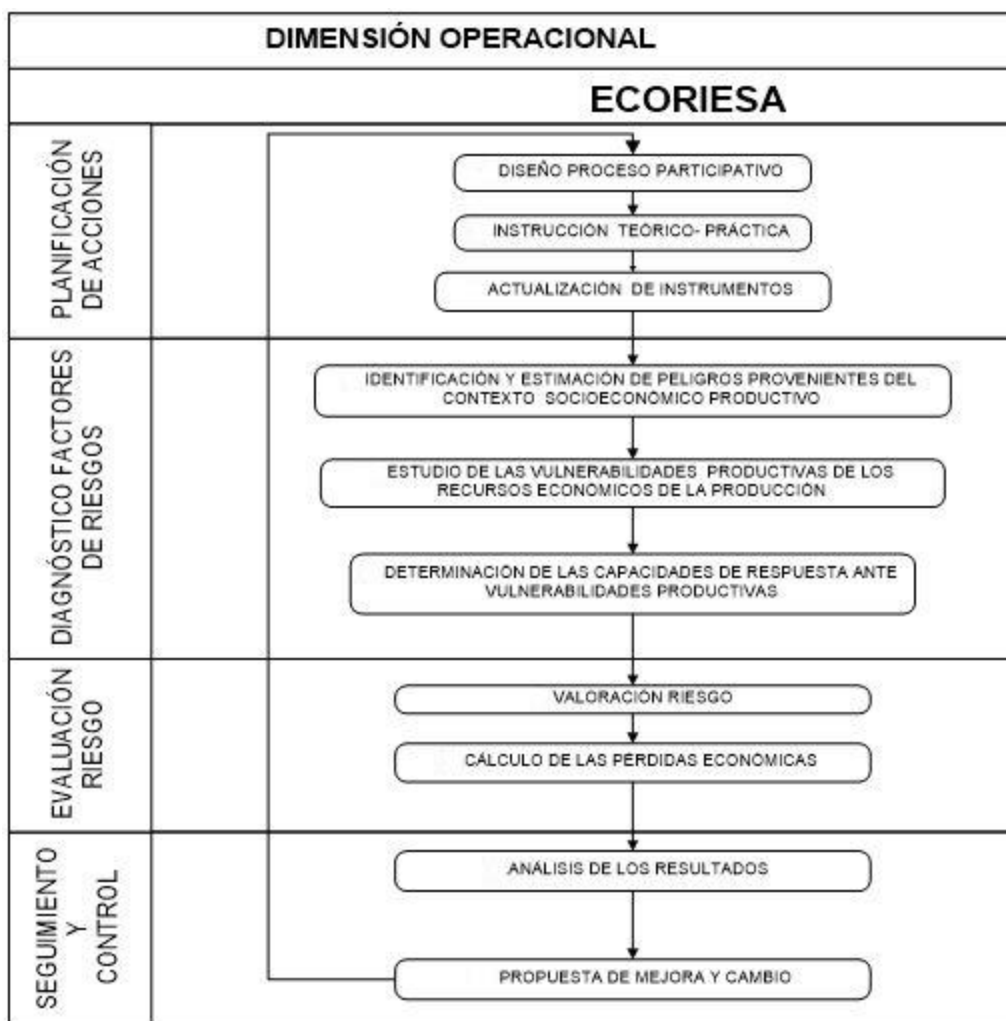 DIMENSIÓN OPERACIONAL
ECORIESA
PLANIFICACIÓN
DE ACCIONES
DISEÑO PROCESO PARTICIPATIVO
INSTRUCCIÓN TEÓRICO- PRÁCTICA
ACTUALIZACIÓN DE INSTRUMENTOS
DIAGNÓSTICO FACTORES
DE RIESGOS
IDENTIFICACIÓN Y ESTIMACIÓN DE PELIGROS PROVENIENTES DEL
CONTEXTO SOCIOECONÓMICO PRODUCTIVO
ESTUDIO DE LAS VULNERABILIDADES PRODUCTIVAS DE LOS
RECURSOS ECONÓMICOS DE LA PRODUCCIÓN
DETERMINACIÓN DE LAS CAPACIDADES DE RESPUESTA ANTE
VULNERABILIDADES PRODUCTIVAS
EVALUACIÓN
RIESGO
VALORACIÓN RIESGO
CÁLCULO DE LAS PÉRDIDAS ECONÓMICAS
SEGUIMIENTO
Y
CONTROL
ANÁLISIS DE LOS RESULTADOS
PROPUESTA DE MEJORA Y CAMBIO